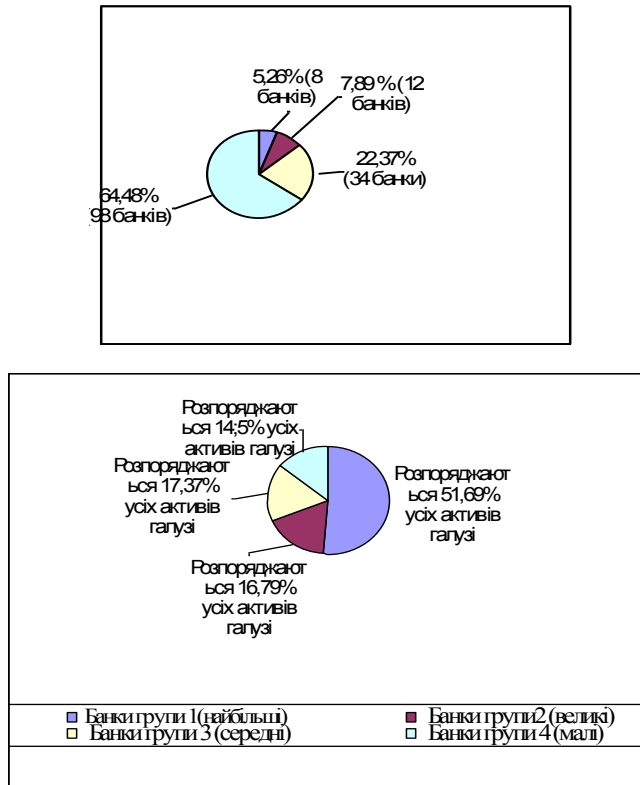 5,26% (8
банків)
7,89 % (12
банків)
22,37%
(34 банки)
64,48%
(98 банків)
Розпоряджают
ься 14,5% усіх
активів галузі
Розпоряджают
ься 17,37%
усіх активів
галузі
Розпоряджают
ься 51,69%
усіх активів
галузі
Розпоряджают
ься 16,79%
усіх активів
галузі
Банки групи 1(найбільші)
Банки групи2 (великі)
Банки групи 3 (середні)
Банки групи 4 (малі)